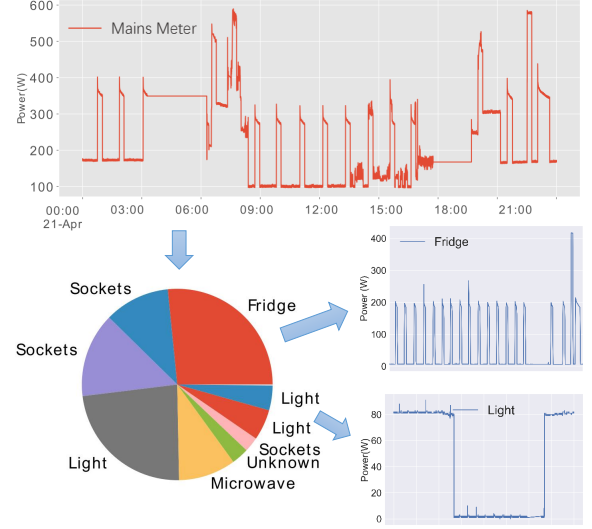 600
Mains Meter
500
400
300
200
100
Power(W)
00:00 03:00 06:00 09:00 12:00 15:00 18:00 21:00
21-Apr
Sockets
Fridge
Sockets
Light
Light
Sockets
Light
Unknown
Microwave
400
Fridge
300
200
100
0
Power (W)
80
Light
60
40
20
0
Power(W)